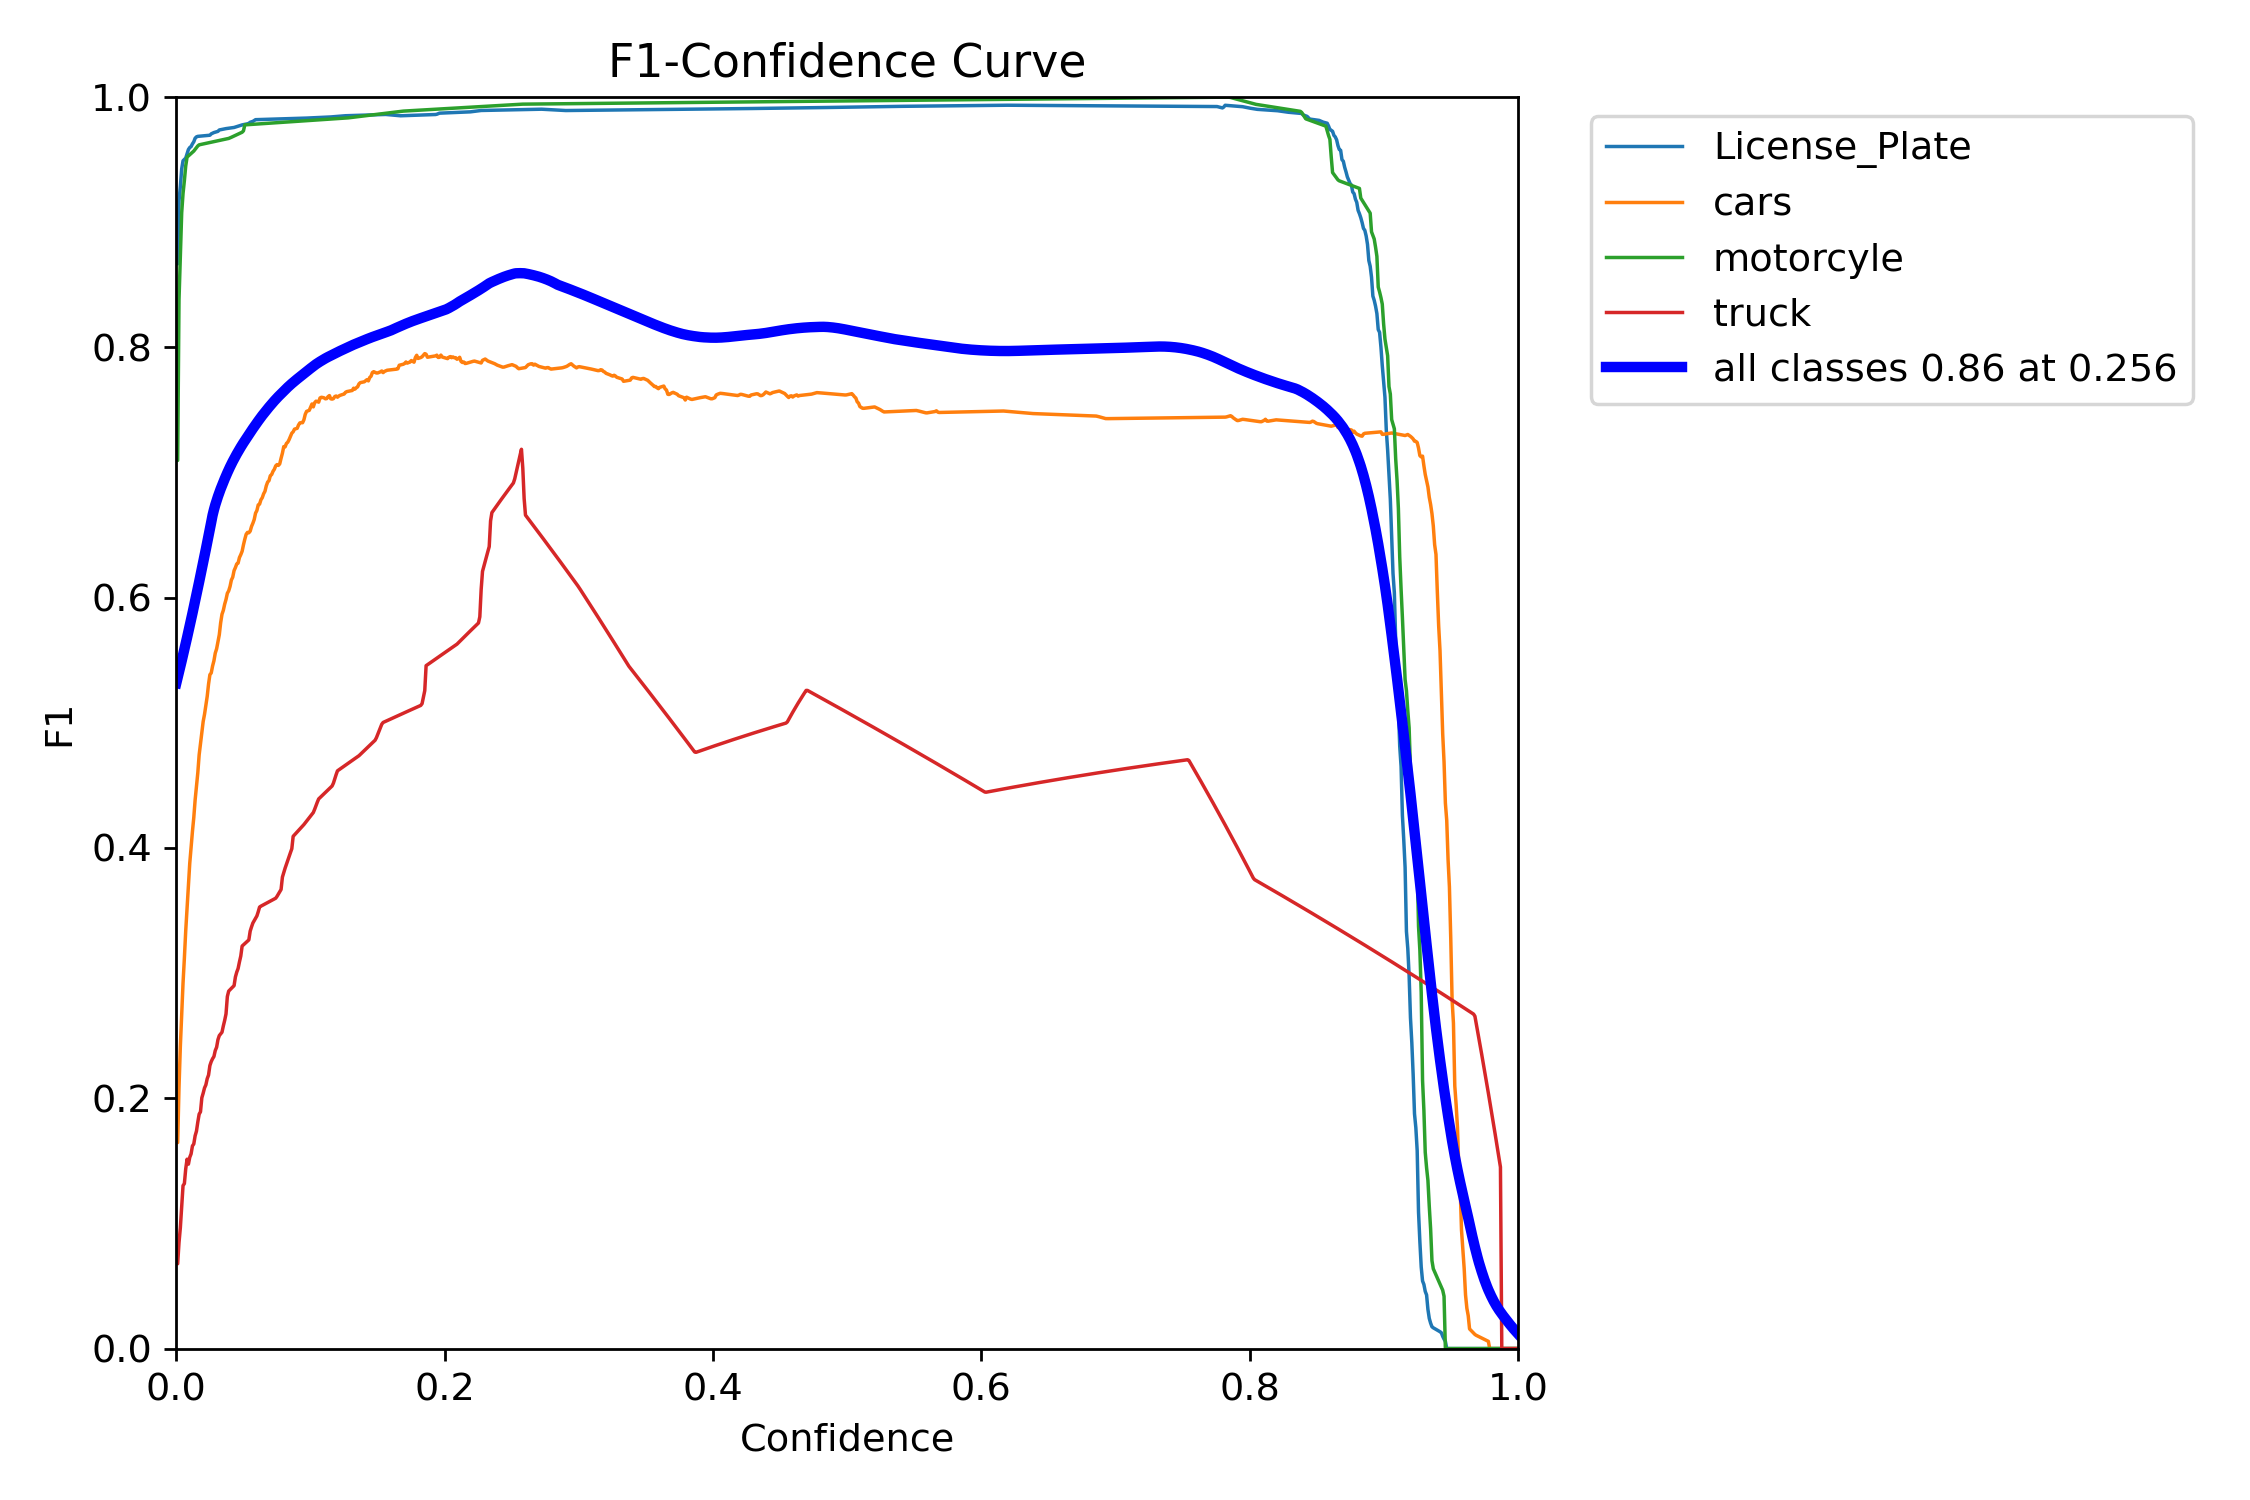 F1-Confidence Curve
1.0
0.8
0.6
0.4
0.2
0.0
F1
0.0 0.2 0.4 0.6 0.8 1.0
Confidence
License_Plate
cars
motorcyle
truck
all classes 0.86 at 0.256